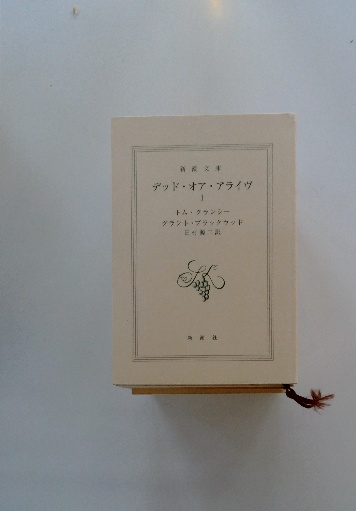 新潮文庫
デッド・オア・アライヴ
1
トム・クランシー
グラント・ブラックウッド
田村源二訳
新潮社